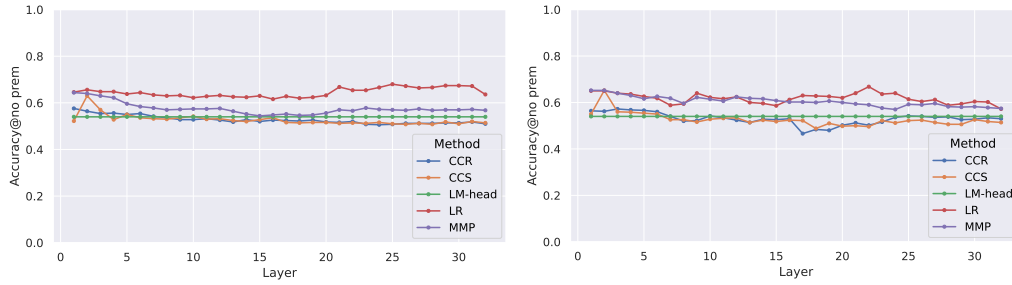 1.0
0.8
0.6
0.4
0.2
0.0
Accuracy@no prem
0 5 10 15 20 25 30
Layer
Method
CCR
CCS
LM-head
LR
MMP
1.0
0.8
0.6
0.4
0.2
0.0
Accuracy@no prem
0 5 10 15 20 25 30
Layer
Method
CCR
CCS
LM-head
LR
MMP